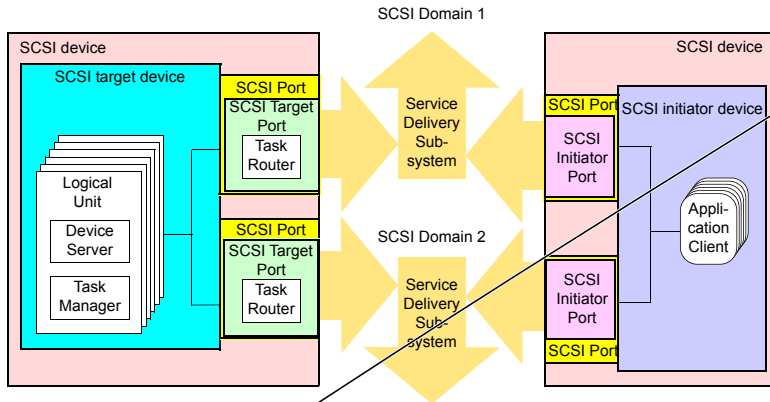 SCSI Domain 1
SCSI device
SCSI target device
SCSI Port
SCSI Target
Port
Task
Router
Logical
Unit
Device
Server
Task
Manager
SCSI Port
SCSI Target
Port
Task
Router
Service
Delivery
Sub-
system
SCSI Domain 2
Service
Delivery
Sub-
system
SCSI device
SCSI Port
SCSI initiator device
SCSI
Initiator
Port
Appli-
cation
Client
SCSI
Initiator
Port
SCSI Port